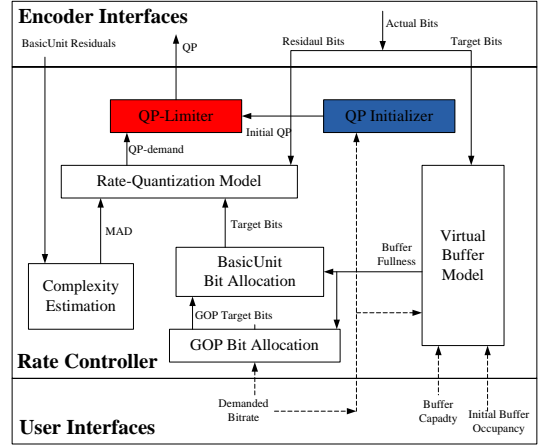 Encoder Interfaces
Actual Bits
BasicUnit Residuals
QP
Residaul Bits
Target Bits
QP-Limiter
QP Initializer
Initial QP
QP-demand
Rate-Quantization Model
MAD
Target Bits
Buffer
Fullness
Virtual
Buffer
Model
BasicUnit
Bit Allocation
Complexity
Estimation
GOP Target Bits
GOP Bit Allocation
Rate Controller
Demanded
Bitrate
Buffer
Capadty
Initial Buffer
Occupancy
User Interfaces